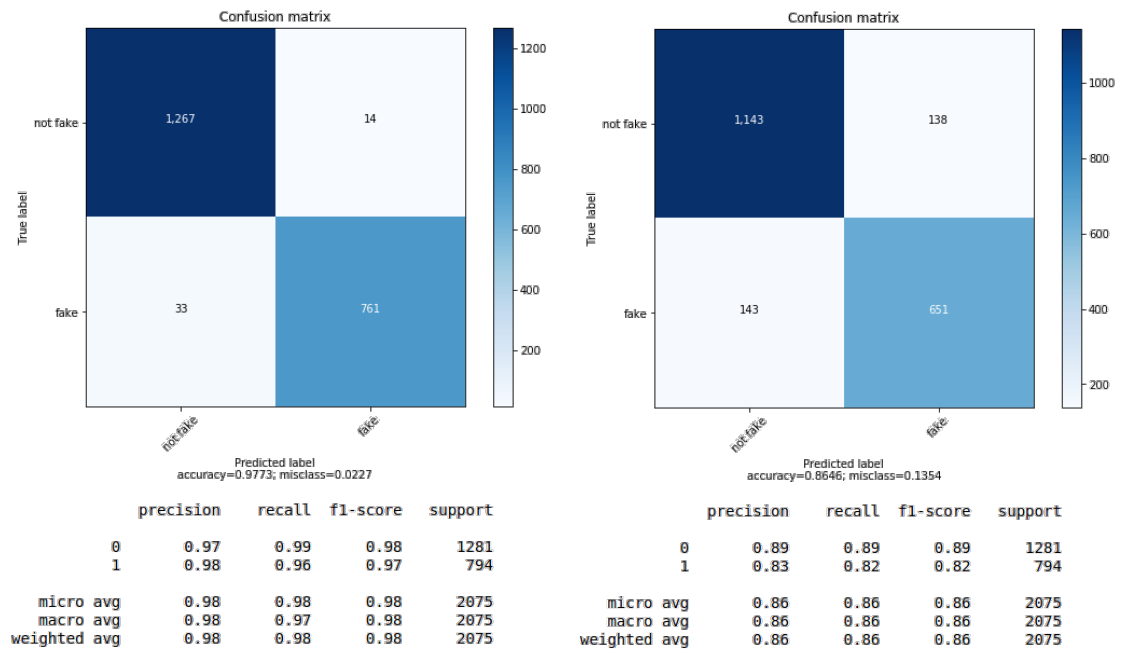 Confusion matrix
not fake
1,267
14
True label
fake
33
761
not fake
fake
1200
1000
800
600
400
200
Predicted label
accuracy=0.9773; misclass=0.0227
precision recall f1-score support
0 0.97 0.99 0.98 1281
1 0.98 0.96 0.97 794
micro avg 0.98 0.98 0.98 2075
macro avg 0.98 0.97 0.98 2075
weighted avg 0.98 0.98 0.98 2075
Confusion matrix
not fake
1,143
138
True label
fake
143
651
not fake
fake
1000
800
600
400
200
Predicted label
accuracy=0.8646; misclass=0.1354
precision recall f1-score support
0 0.89 0.89 0.89 1281
1 0.83 0.82 0.82 794
micro avg 0.86 0.86 0.86 2075
macro avg 0.86 0.86 0.86 2075
weighted avg 0.86 0.86 0.86 2075